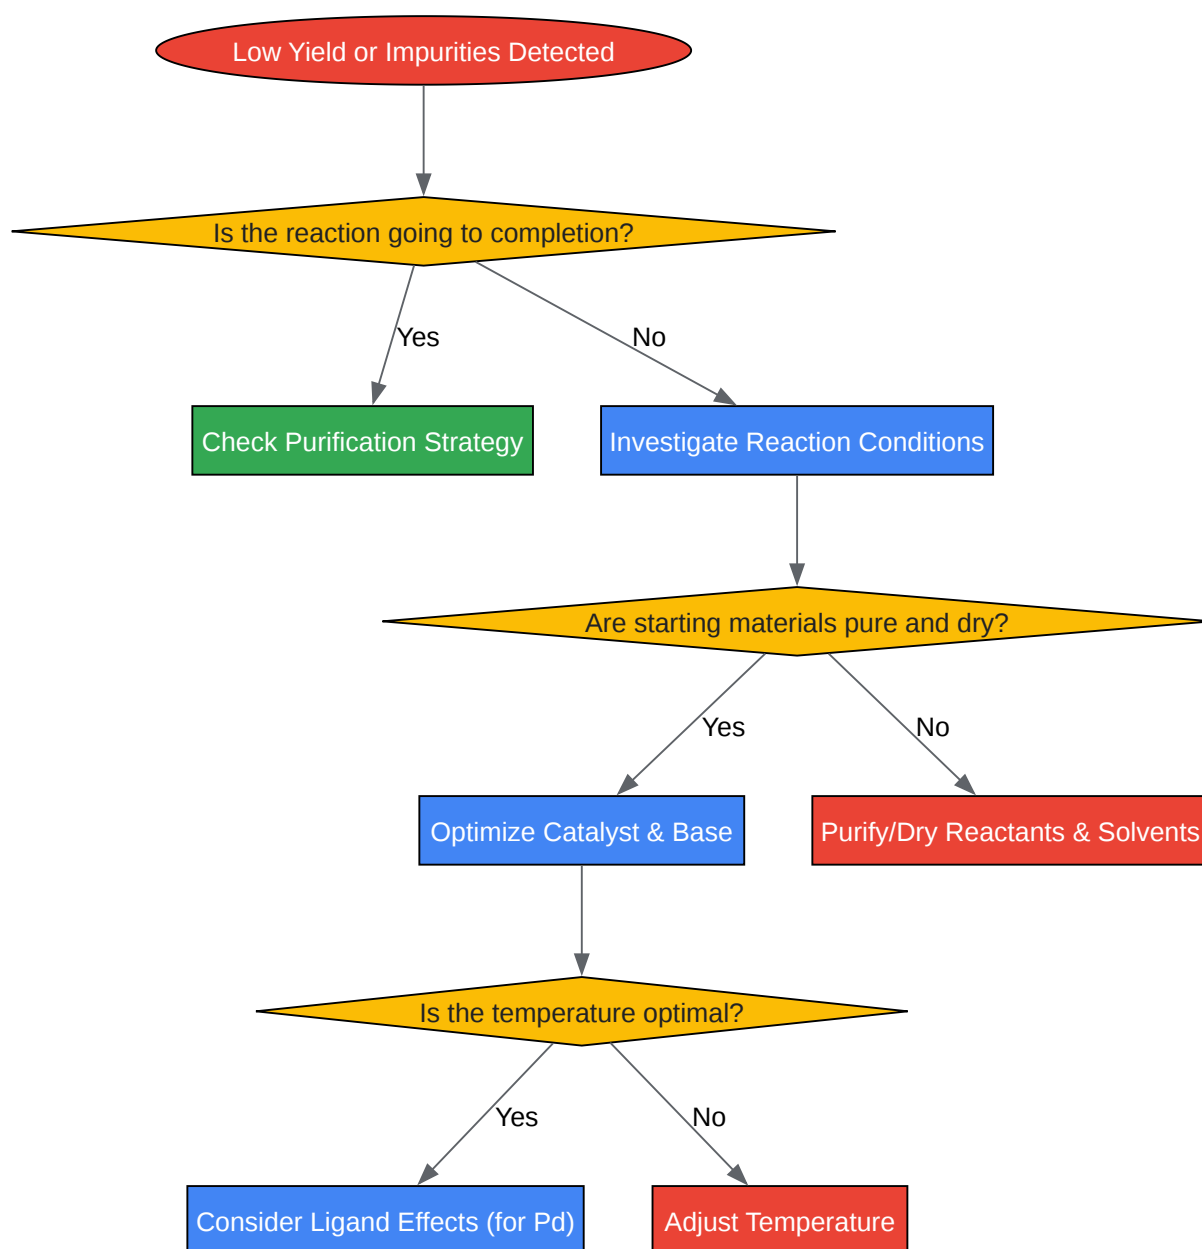 Low Yield or Impurities Detected
Is the reaction going to completion?
Yes
No
Check Purification Strategy
Investigate Reaction Conditions
Are starting materials pure and dry?
Yes
No
Optimize Catalyst & Base
Purify/Dry Reactants & Solvents
Is the temperature optimal?
Yes
No
Consider Ligand Effects (for Pd)
Adjust Temperature